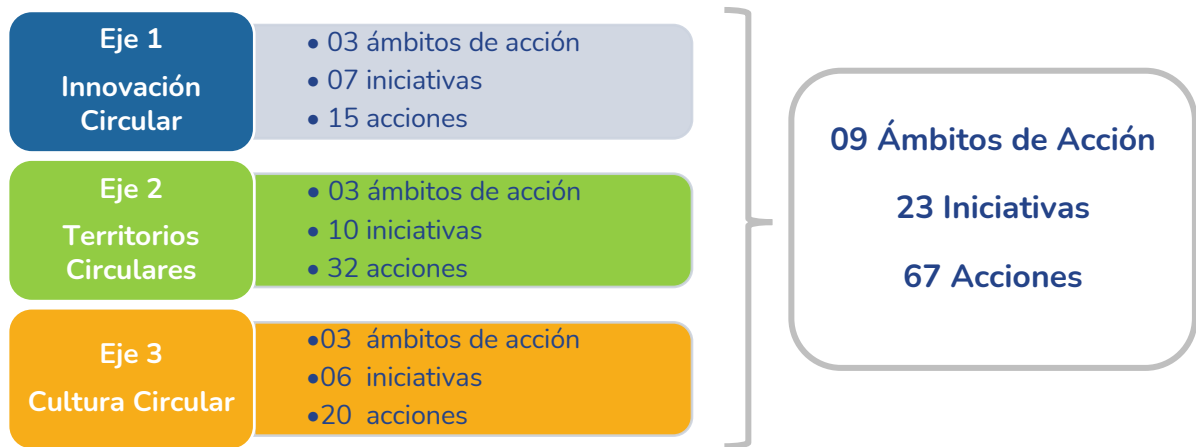 Eje 1
Innovación
Circular
• 03 ámbitos de acción
• 07 iniciativas
• 15 acciones
Eje 2
Territorios
Circulares
• 03 ámbitos de acción
• 10 iniciativas
• 32 acciones
Eje 3
Cultura Circular
•03 ámbitos de acción
•06 iniciativas
•20 acciones
09 Ámbitos de Acción
23 Iniciativas
67 Acciones